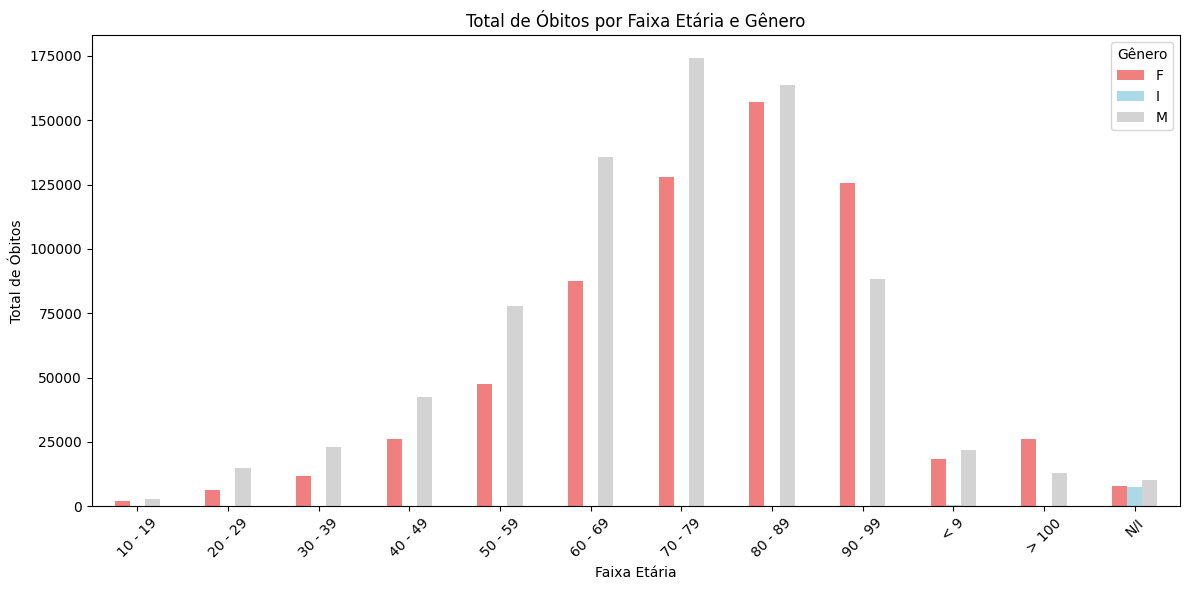 Total de Óbitos por Faixa Etária e Gênero
Total de Óbitos
175000
150000
125000
100000
75000
50000
25000
0
Gênero
F
I
M
10 - 19
20 - 29
30 - 39
40 - 49
50 - 59
60 - 69
70 - 79
80 - 89
90 - 99
< 9
> 100
N/I
Faixa Etária